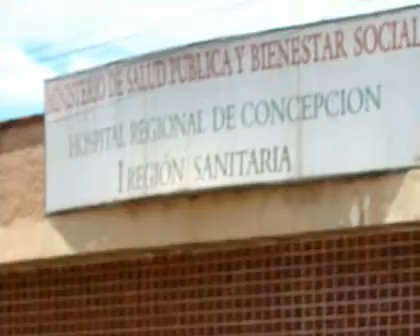 MINISTERIO DE SALUD PUBLICA Y BIENESTAR SOCIAL
HOSPITAL REGIONAL DE CONCEPCION
I REGIÓN SANITARIA